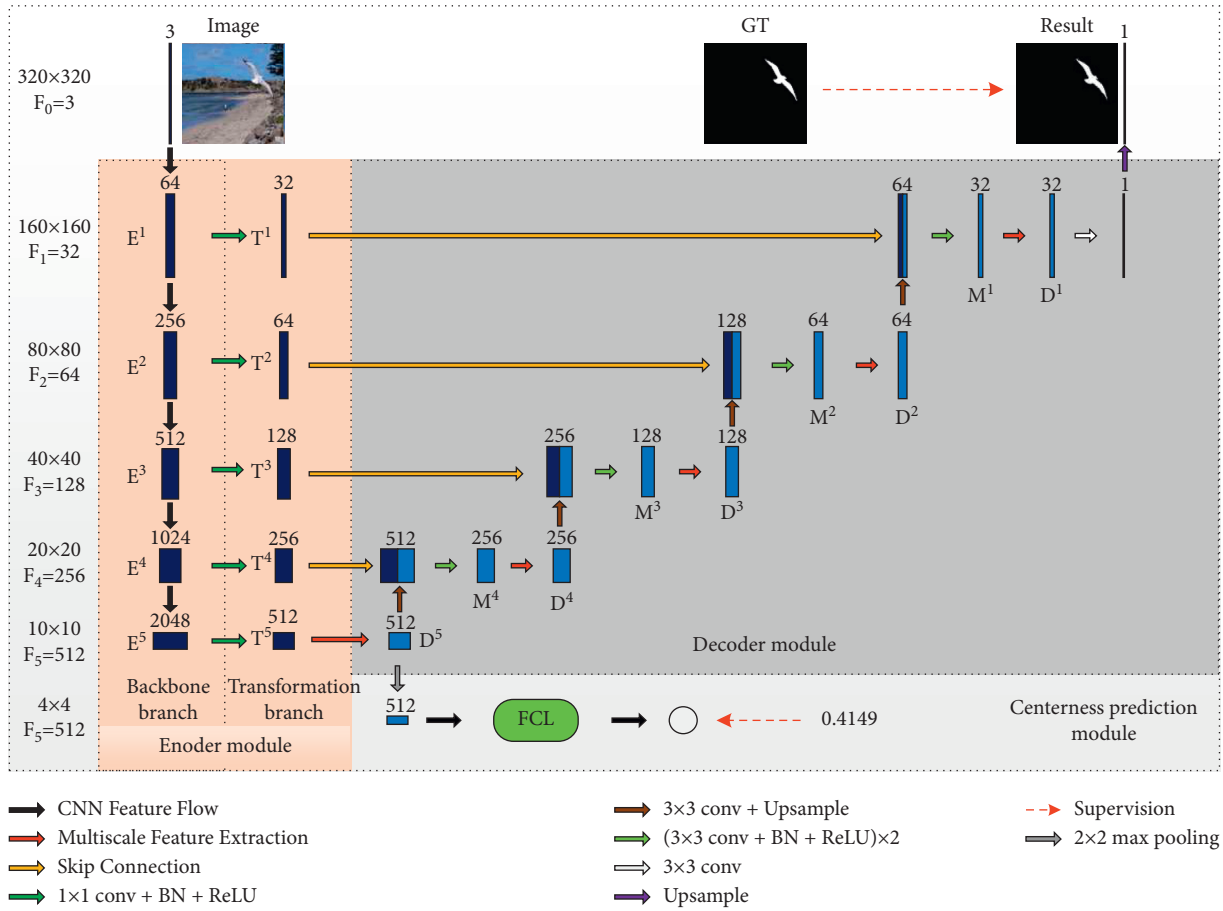 3
Image
GT
Result
1
320×320
F0=3
64
32
64
32
32
1
160×160
F1=32
E1
T1
M1
D1
256
64
128
64
64
80×80
F2=64
E2
T2
M2
D2
512
128
256
128
128
40×40
F3=128
E3
T3
M3
D3
1024
256
512
256
256
20×20
F4=256
E4
T4
M4
D4
2048
512
512
10×10
F5=512
E5
T5
D5
Decoder module
4×4
F5=512
Backbone
branch
Transformation
branch
Enoder module
512
FCL
0.4149
Centerness prediction
module
CNN Feature Flow
Multiscale Feature Extraction
Skip Connection
1×1 conv + BN + ReLU
3×3 conv + Upsample
(3×3 conv + BN + ReLU)×2
3×3 conv
Upsample
Supervision
2×2 max pooling